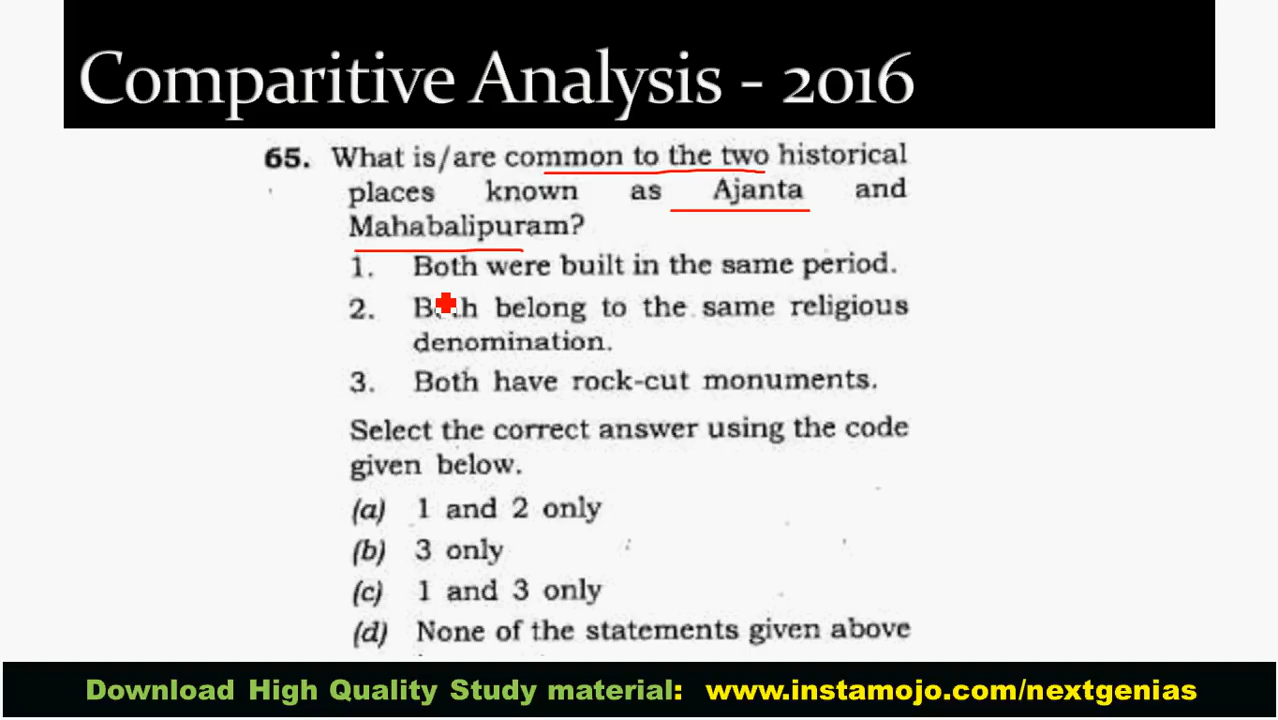 Comparitive Analysis - 2016
65. What is/are common to the two historical
places known as Ajanta and
Mahabalipuram?
1. Both were built in the same period.
2. Both belong to the same religious
denomination.
3. Both have rock-cut monuments.
Select the correct answer using the code
given below.
(a) 1 and 2 only
(b) 3 only
(c) 1 and 3 only
(d) None of the statements given above
Download High Quality Study material: www.instamojo.com/nextgenias